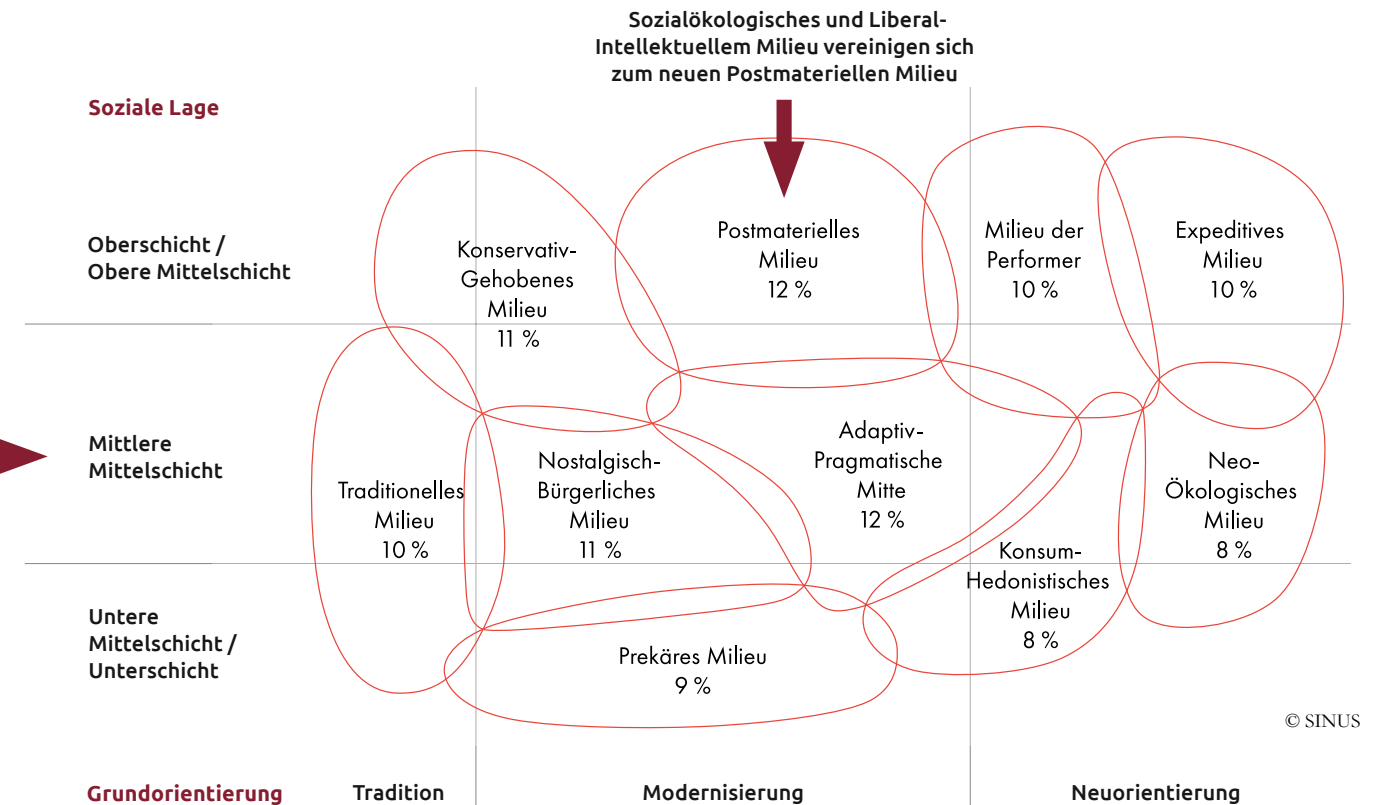 Sozialökologisches und Liberal-
Intellektuellem Milieu vereinigen sich
zum neuen Postmateriellen Milieu
Soziale Lage
Oberschicht /
Obere Mittelschicht
Konservativ-
Gehobenes
Milieu
11 %
Postmaterielles
Milieu
12 %
Milieu der
Performer
10 %
Expeditives
Milieu
10 %
Mittlere
Mittelschicht
Traditionelles
Milieu
10 %
Nostalgisch-
Bürgerliches
Milieu
11 %
Adaptiv-
Pragmatische
Mitte
12 %
Neo-
Ökologisches
Milieu
8 %
Konsum-
Hedonistisches
Milieu
8 %
Untere
Mittelschicht /
Unterschicht
Prekäres Milieu
9 %
© SINUS
Grundorientierung
Tradition
Modernisierung
Neuorientierung